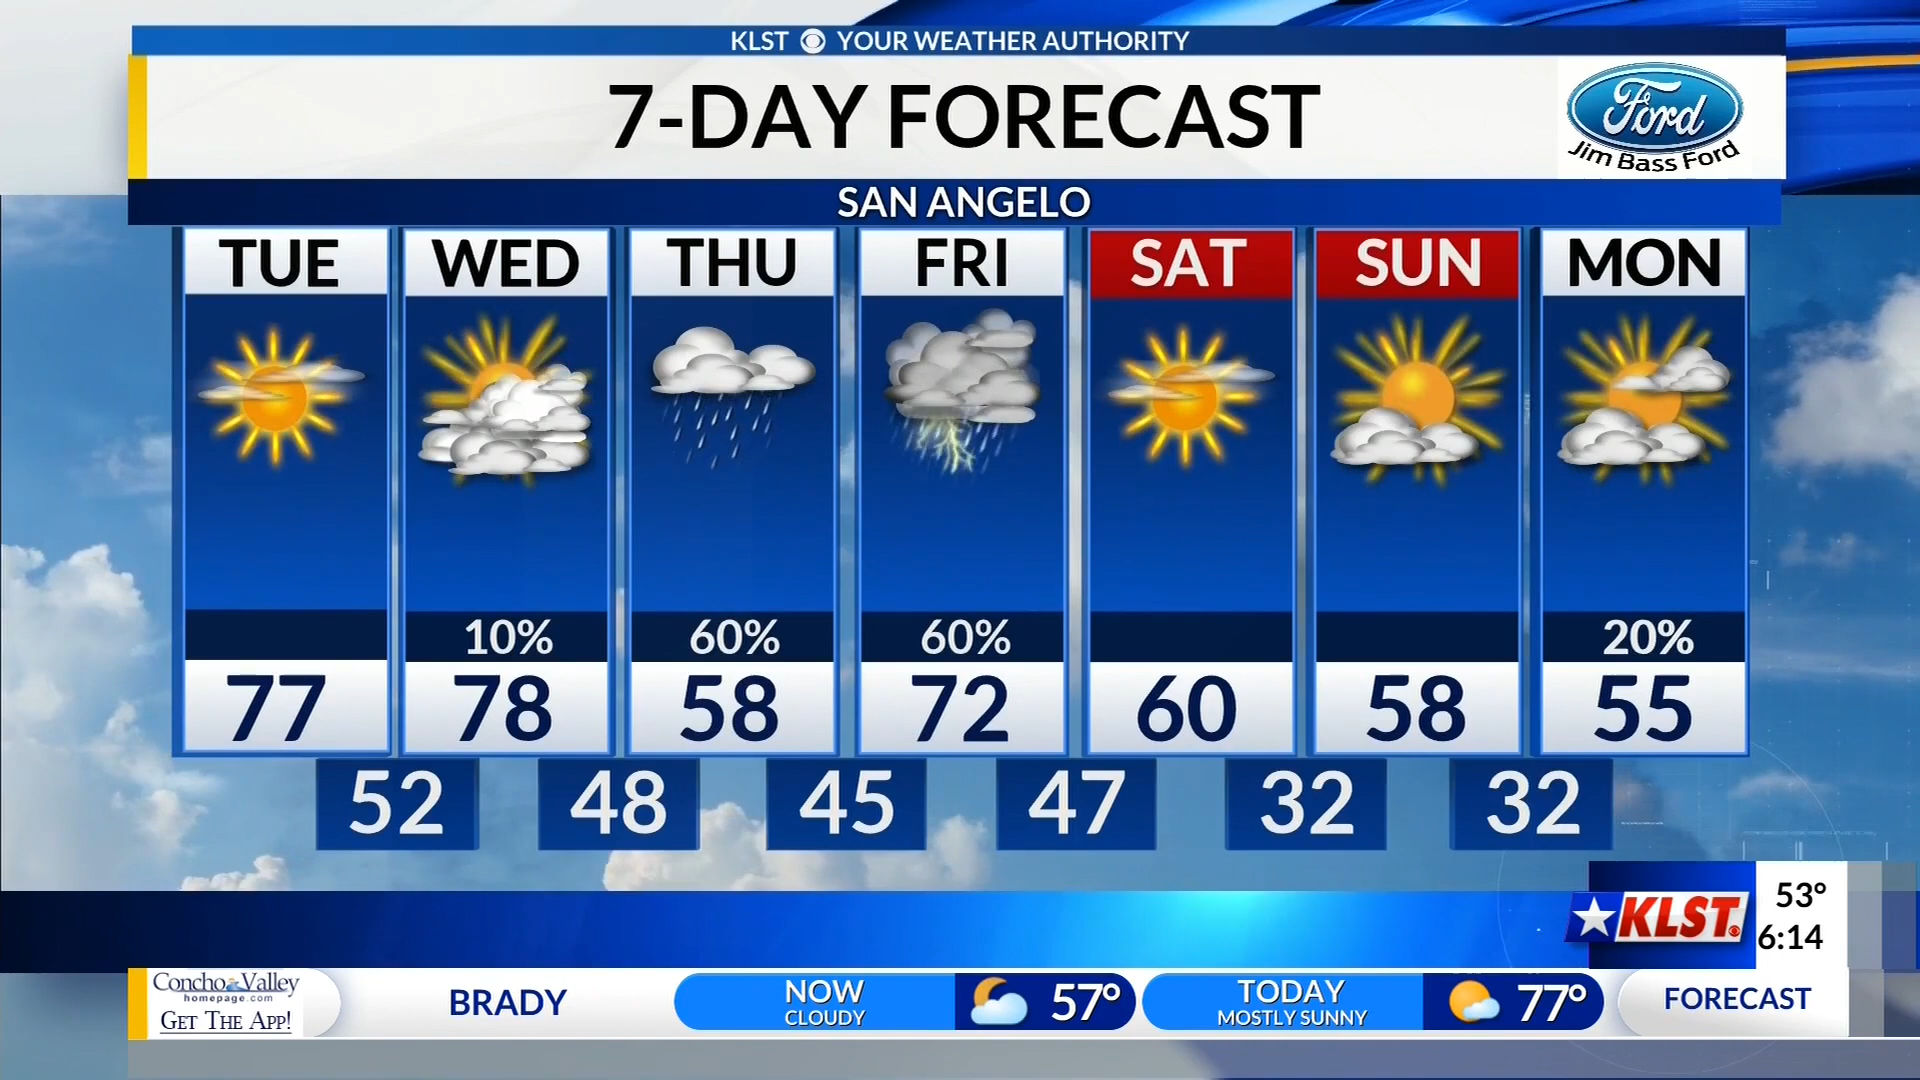 KLST YOUR WEATHER AUTHORITY
7-DAY FORECAST
Ford
Jim Bass Ford
SAN ANGELO
TUE WED THU FRI SAT SUN MON
10% 60% 60% 20%
77 78 58 72 60 58 55
52 48 45 47 32 32
KLST
53°
6:14
Concho Valley
homepage.com
GET THE APP!
BRADY
NOW
CLOUDY
57°
TODAY
MOSTLY SUNNY
77°
FORECAST